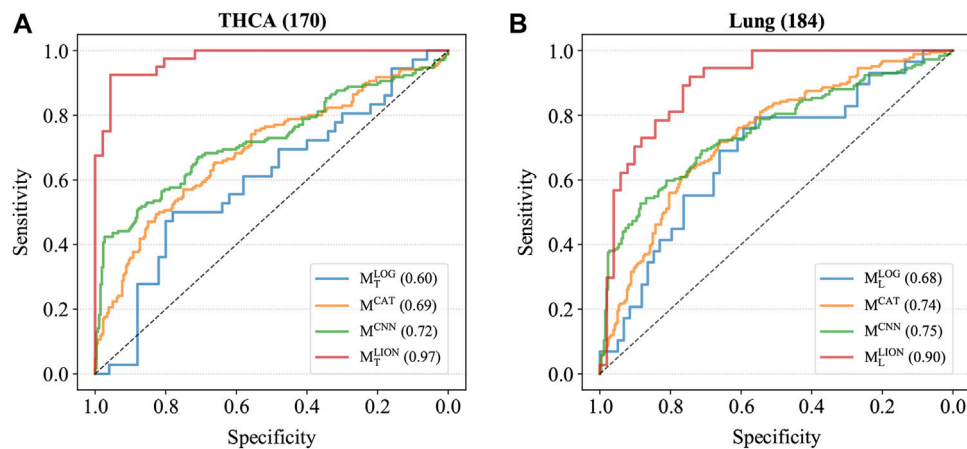 A
THCA (170)
1.0
0.8
0.6
0.4
0.2
0.0
Sensitivity
1.0 0.8 0.6 0.4 0.2 0.0
Specificity
M_T^LOG (0.60)
M^CAT (0.69)
M^CNN (0.72)
M_T^LION (0.97)
B
Lung (184)
1.0
0.8
0.6
0.4
0.2
0.0
Sensitivity
1.0 0.8 0.6 0.4 0.2 0.0
Specificity
M_L^LOG (0.68)
M^CAT (0.74)
M^CNN (0.75)
M_L^LION (0.90)